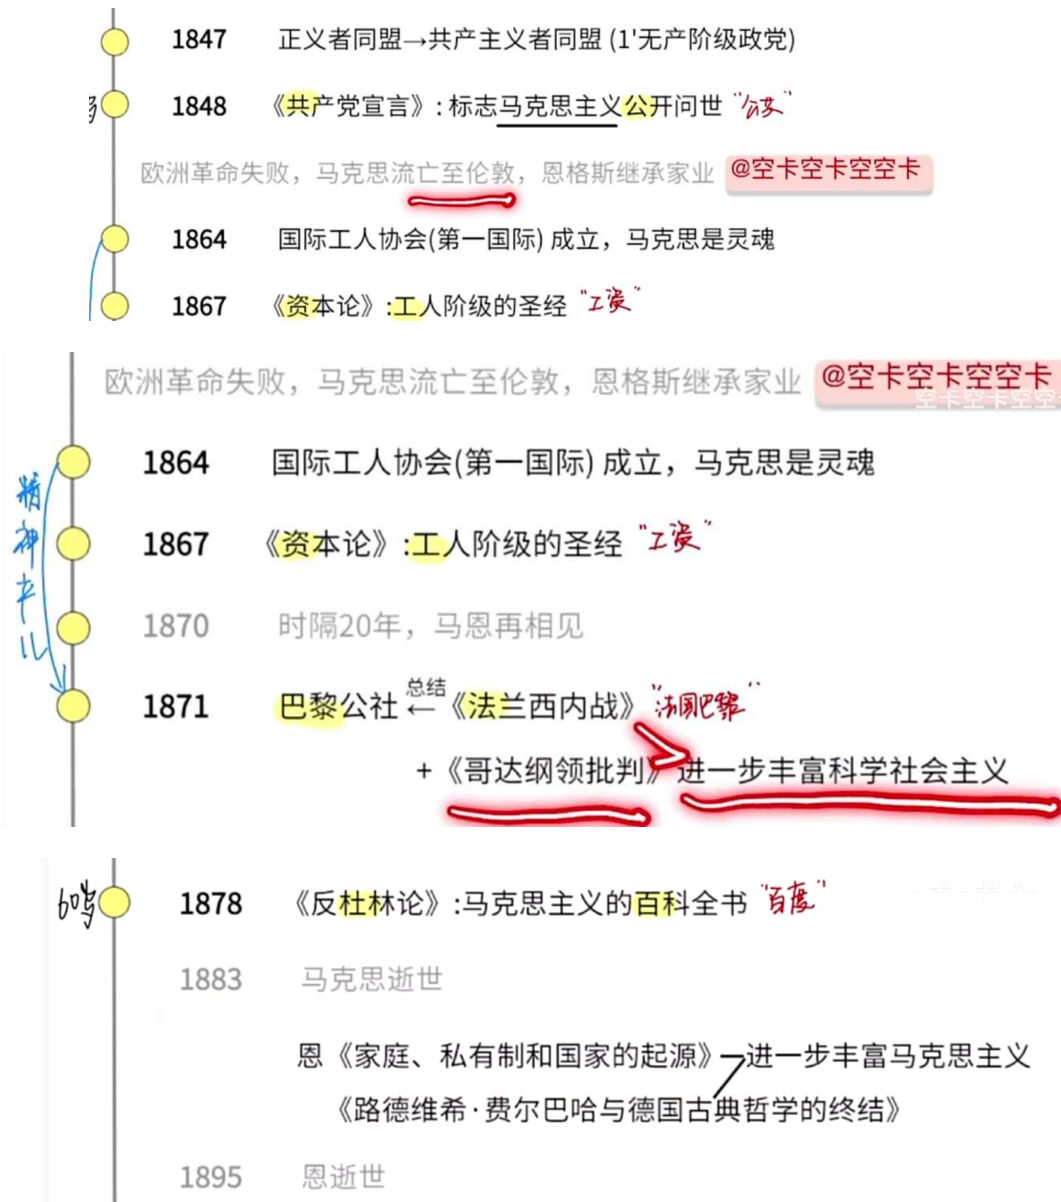 1847 正义者同盟→共产主义者同盟 (1'无产阶级政党)
1848 《共产党宣言》: 标志马克思主义公开问世 “公共”
欧洲革命失败，马克思流亡至伦敦，恩格斯继承家业 @空卡空卡空空卡
1864 国际工人协会(第一国际) 成立，马克思是灵魂
1867 《资本论》:工人阶级的圣经 “工资”
欧洲革命失败，马克思流亡至伦敦，恩格斯继承家业 @空卡空卡空空卡
空卡空卡空空
1864 国际工人协会(第一国际) 成立，马克思是灵魂
精神产儿
1867 《资本论》:工人阶级的圣经 “工资”
1870 时隔20年，马恩再相见
1871 巴黎公社 ←总结 《法兰西内战》 “法国巴黎”
+《哥达纲领批判》 进一步丰富科学社会主义
60岁 1878 《反杜林论》:马克思主义的百科全书 “百度”
1883 马克思逝世
恩《家庭、私有制和国家的起源》 进一步丰富马克思主义
《路德维希·费尔巴哈与德国古典哲学的终结》
1895 恩逝世